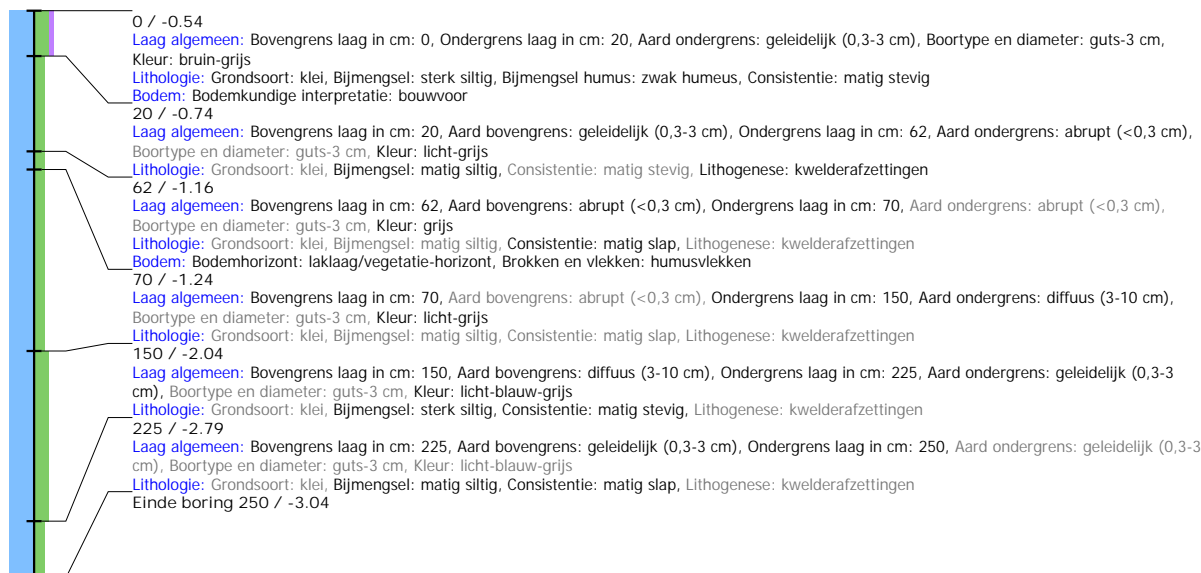 0 / -0.54
Laag algemeen: Bovengrens laag in cm: 0, Ondergrens laag in cm: 20, Aard ondergrens: geleidelijk (0,3-3 cm), Boortype en diameter: guts-3 cm,
Kleur: bruin-grijs
Lithologie: Grondsoort: klei, Bijmengsel: sterk siltig, Bijmengsel humus: zwak humeus, Consistentie: matig stevig
Bodem: Bodemkundige interpretatie: bouwvoor
20 / -0.74
Laag algemeen: Bovengrens laag in cm: 20, Aard bovengrens: geleidelijk (0,3-3 cm), Ondergrens laag in cm: 62, Aard ondergrens: abrupt (<0,3 cm),
Boortype en diameter: guts-3 cm, Kleur: licht-grijs
Lithologie: Grondsoort: klei, Bijmengsel: matig siltig, Consistentie: matig stevig, Lithogenese: kwelderafzettingen
62 / -1.16
Laag algemeen: Bovengrens laag in cm: 62, Aard bovengrens: abrupt (<0,3 cm), Ondergrens laag in cm: 70, Aard ondergrens: abrupt (<0,3 cm),
Boortype en diameter: guts-3 cm, Kleur: grijs
Lithologie: Grondsoort: klei, Bijmengsel: matig siltig, Consistentie: matig slap, Lithogenese: kwelderafzettingen
Bodem: Bodemhorizont: laklaag/vegetatie-horizont, Brokken en vlekken: humusvlekken
70 / -1.24
Laag algemeen: Bovengrens laag in cm: 70, Aard bovengrens: abrupt (<0,3 cm), Ondergrens laag in cm: 150, Aard ondergrens: diffuus (3-10 cm),
Boortype en diameter: guts-3 cm, Kleur: licht-grijs
Lithologie: Grondsoort: klei, Bijmengsel: matig siltig, Consistentie: matig slap, Lithogenese: kwelderafzettingen
150 / -2.04
Laag algemeen: Bovengrens laag in cm: 150, Aard bovengrens: diffuus (3-10 cm), Ondergrens laag in cm: 225, Aard ondergrens: geleidelijk (0,3-3
cm), Boortype en diameter: guts-3 cm, Kleur: licht-blauw-grijs
Lithologie: Grondsoort: klei, Bijmengsel: sterk siltig, Consistentie: matig stevig, Lithogenese: kwelderafzettingen
225 / -2.79
Laag algemeen: Bovengrens laag in cm: 225, Aard bovengrens: geleidelijk (0,3-3 cm), Ondergrens laag in cm: 250, Aard ondergrens: geleidelijk (0,3-3
cm), Boortype en diameter: guts-3 cm, Kleur: licht-blauw-grijs
Lithologie: Grondsoort: klei, Bijmengsel: matig siltig, Consistentie: matig slap, Lithogenese: kwelderafzettingen
Einde boring 250 / -3.04